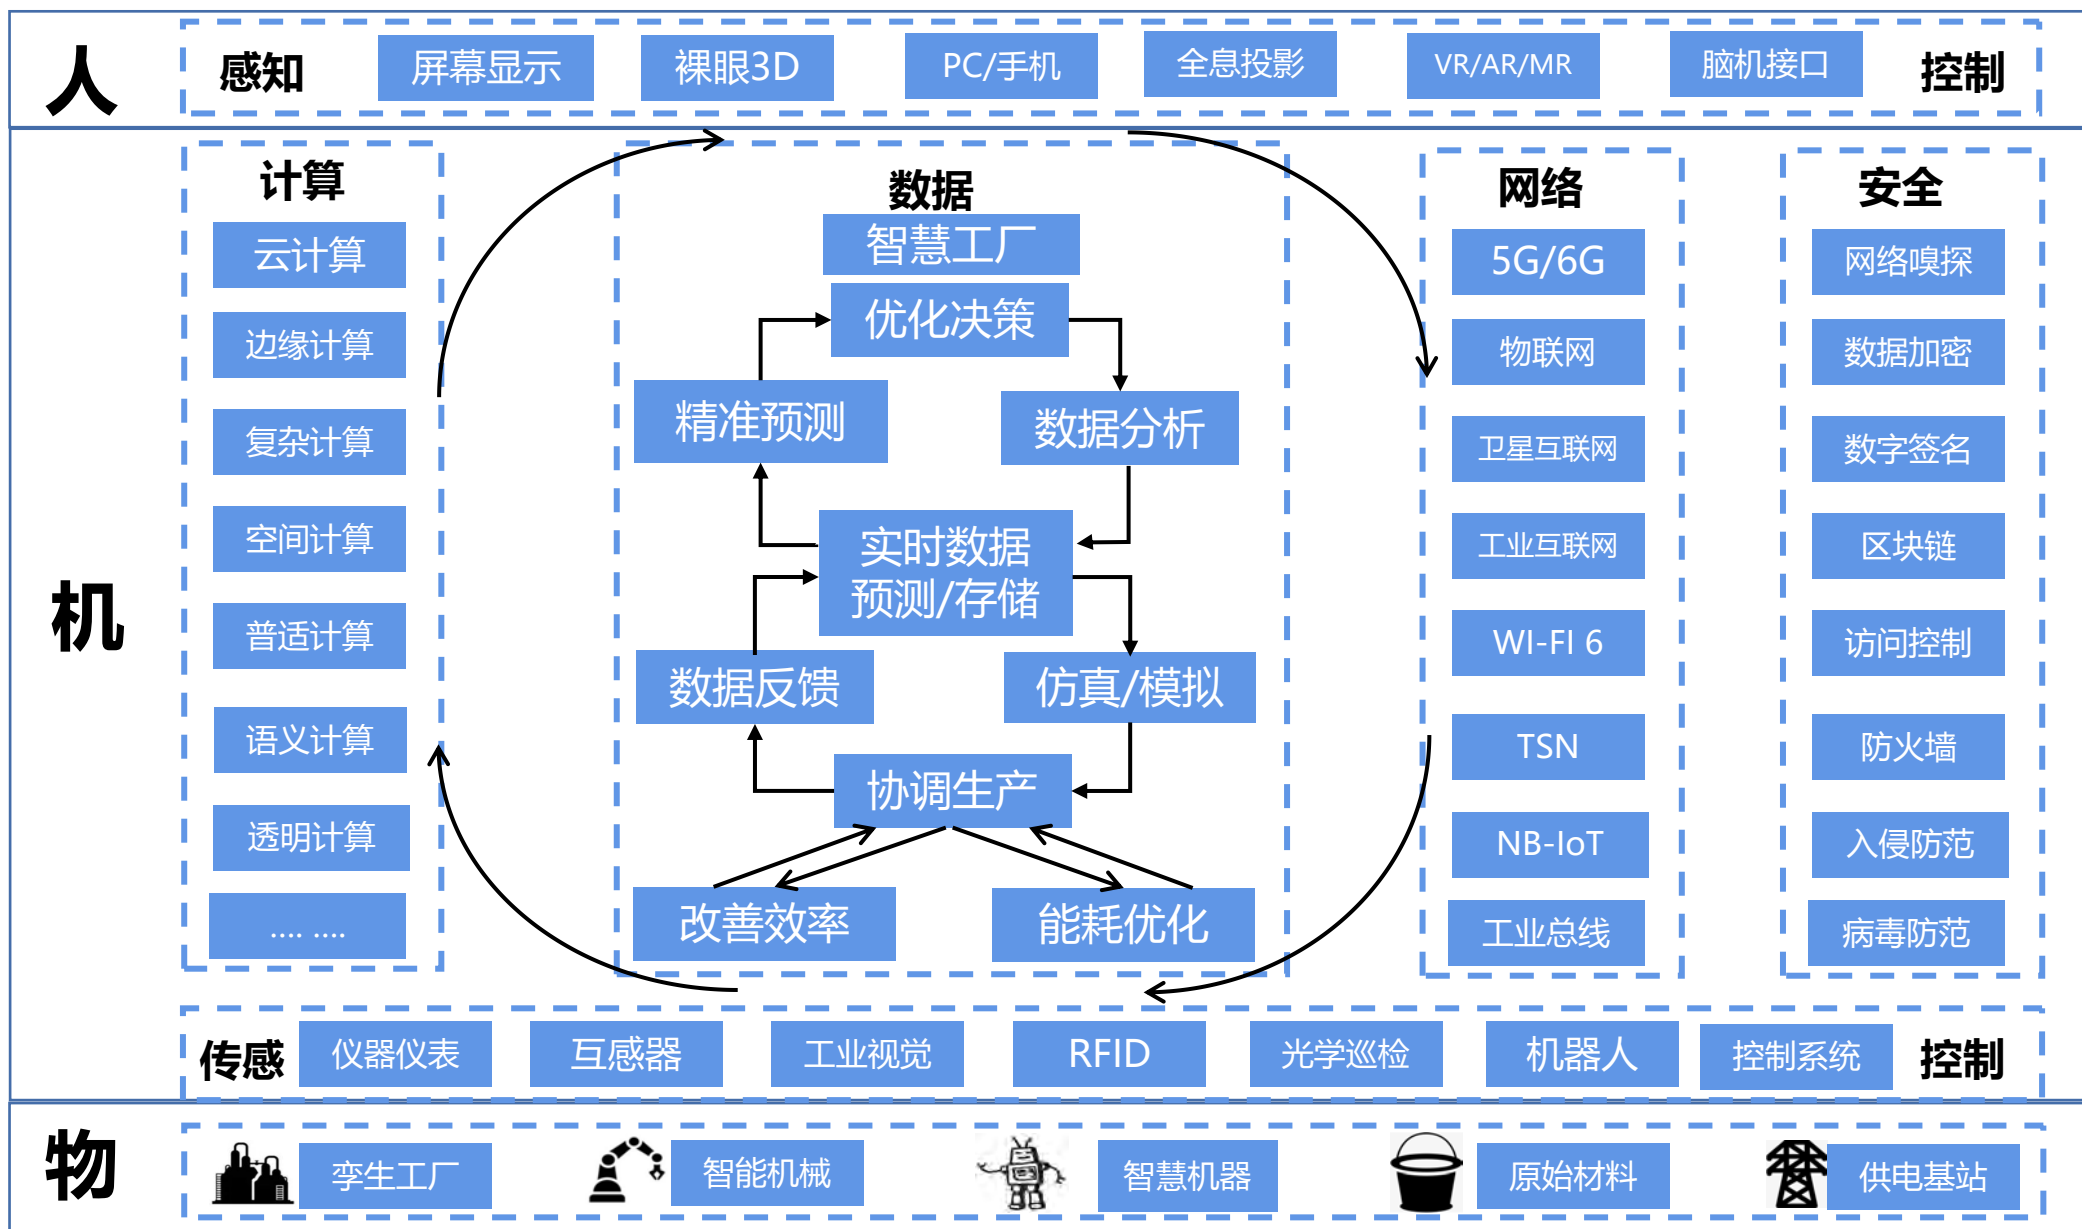 人
感知
屏幕显示
裸眼3D
PC/手机
全息投影
VR/AR/MR
脑机接口
控制
机
计算
云计算
边缘计算
复杂计算
空间计算
普适计算
语义计算
透明计算
.... ....
数据
智慧工厂
优化决策
精准预测
数据分析
实时数据
预测/存储
数据反馈
仿真/模拟
协调生产
改善效率
能耗优化
网络
5G/6G
物联网
卫星互联网
工业互联网
WI-FI 6
TSN
NB-IoT
工业总线
安全
网络嗅探
数据加密
数字签名
区块链
访问控制
防火墙
入侵防范
病毒防范
传感
仪器仪表
互感器
工业视觉
RFID
光学巡检
机器人
控制系统
控制
物
孪生工厂
智能机械
智慧机器
原始材料
供电基站